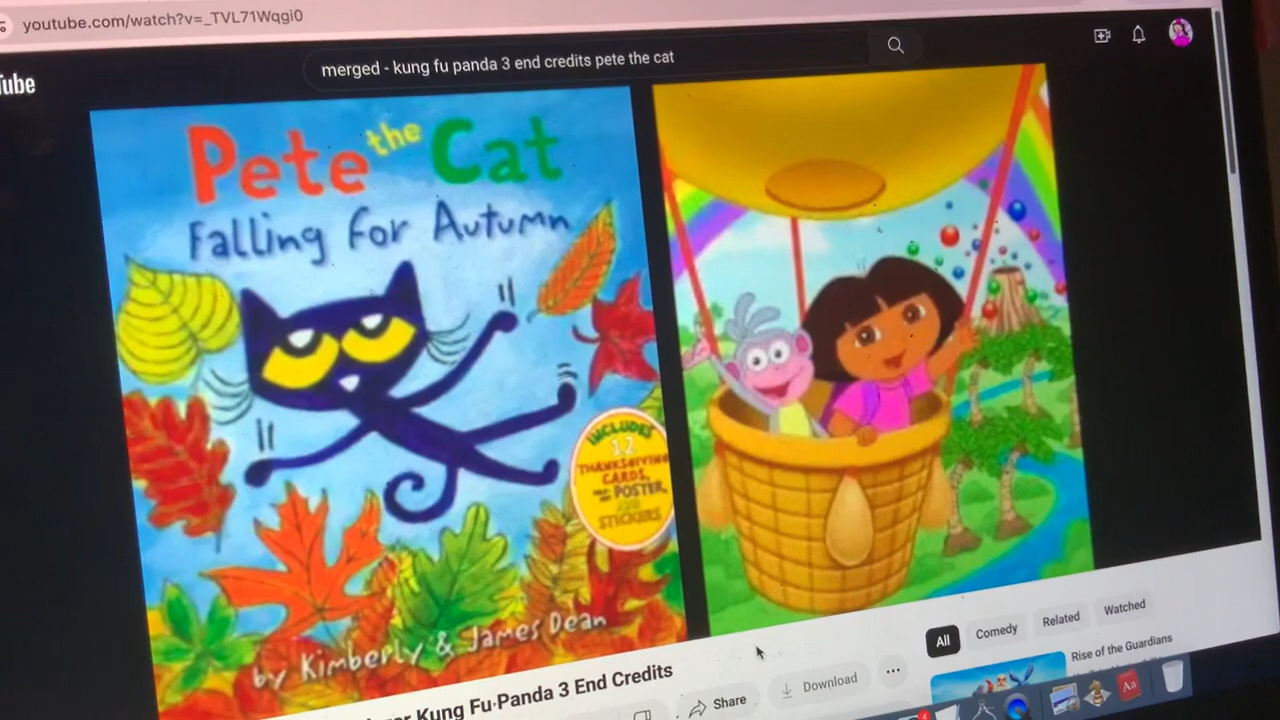 youtube.com/watch?v=_TVL71Wqgi0
Tube
merged - kung fu panda 3 end credits pete the cat
Pete the Cat
Falling for Autumn
INCLUDES
12
THANKSGIVING
CARDS,
POSTER,
AND
STICKERS
by Kimberly & James Dean
Kung Fu Panda 3 End Credits
Share
Download
All
Comedy
Related
Watched
Rise of the Guardians
Aa